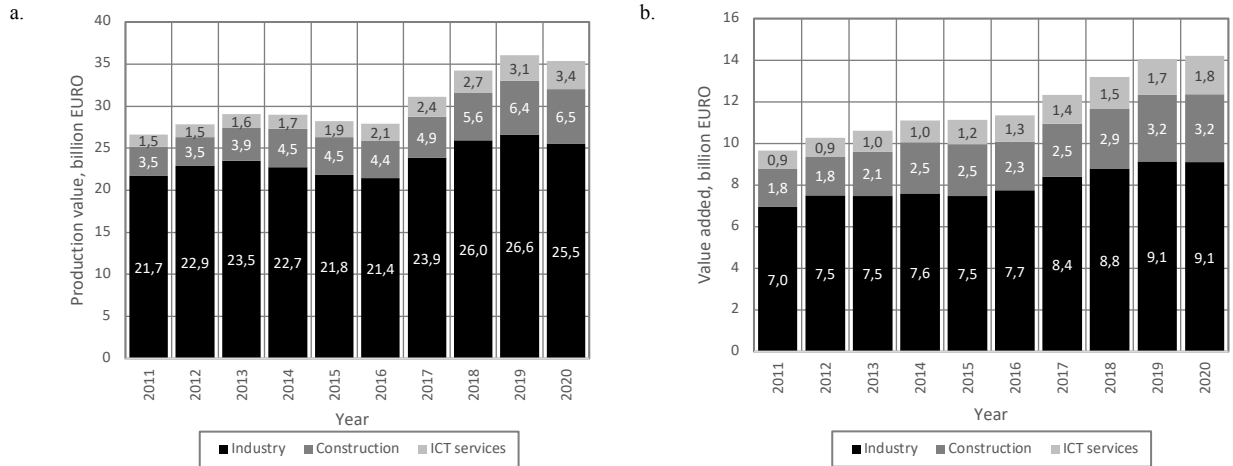 a.
Production value, billion EURO
40
35
30
25
20
15
10
5
0
1,5 1,5 1,6 1,7 1,9 2,1 2,4 2,7 3,1 3,4
3,5 3,5 3,9 4,5 4,5 4,4 4,9 5,6 6,4 6,5
21,7 22,9 23,5 22,7 21,8 21,4 23,9 26,0 26,6 25,5
2011 2012 2013 2014 2015 2016 2017 2018 2019 2020
Year
Industry Construction ICT services
b.
Value added, billion EURO
16
14
12
10
8
6
4
2
0
0,9 0,9 1,0 1,0 1,2 1,3 1,4 1,5 1,7 1,8
1,8 1,8 2,1 2,5 2,5 2,3 2,5 2,9 3,2 3,2
7,0 7,5 7,5 7,6 7,5 7,7 8,4 8,8 9,1 9,1
2011 2012 2013 2014 2015 2016 2017 2018 2019 2020
Year
Industry Construction ICT services